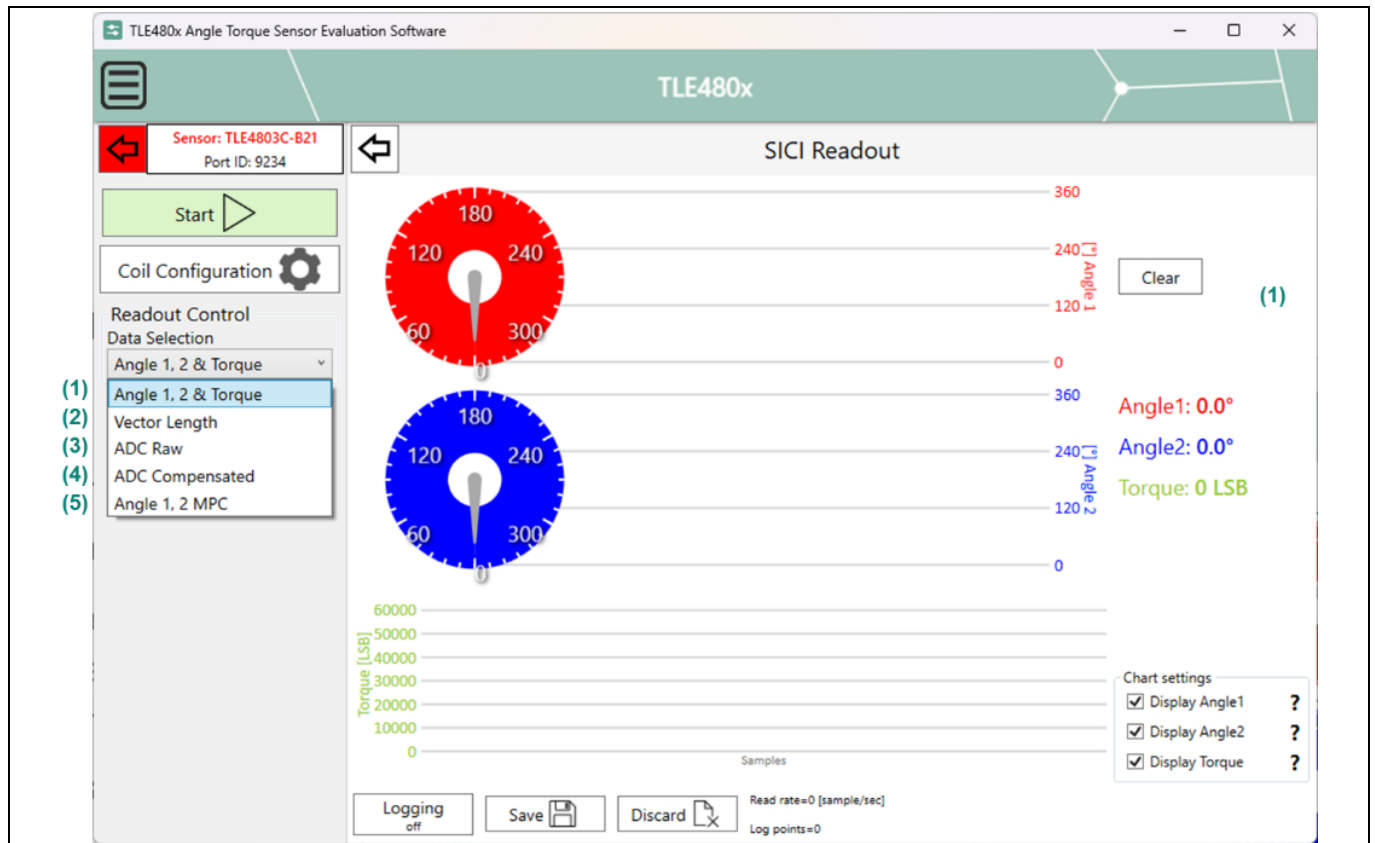 TLE480x Angle Torque Sensor Evaluation Software
TLE480x
Sensor: TLE4803C-B21
Port ID: 9234
SICI Readout
Start
Coil Configuration
Readout Control
Data Selection
Angle 1, 2 & Torque
(1) Angle 1, 2 & Torque
(2) Vector Length
(3) ADC Raw
(4) ADC Compensated
(5) Angle 1, 2 MPC
180
120 240
60 300
0
360
240
120
0
[°] Angle 1
Clear
(1)
180
120 240
60 300
0
360
240
120
0
[°] Angle 2
Angle1: 0.0°
Angle2: 0.0°
Torque: 0 LSB
60000
50000
40000
30000
20000
10000
0
Torque [LSB]
Samples
Chart settings
Display Angle1 ?
Display Angle2 ?
Display Torque ?
Logging
off
Save
Discard
Read rate=0 [sample/sec]
Log points=0